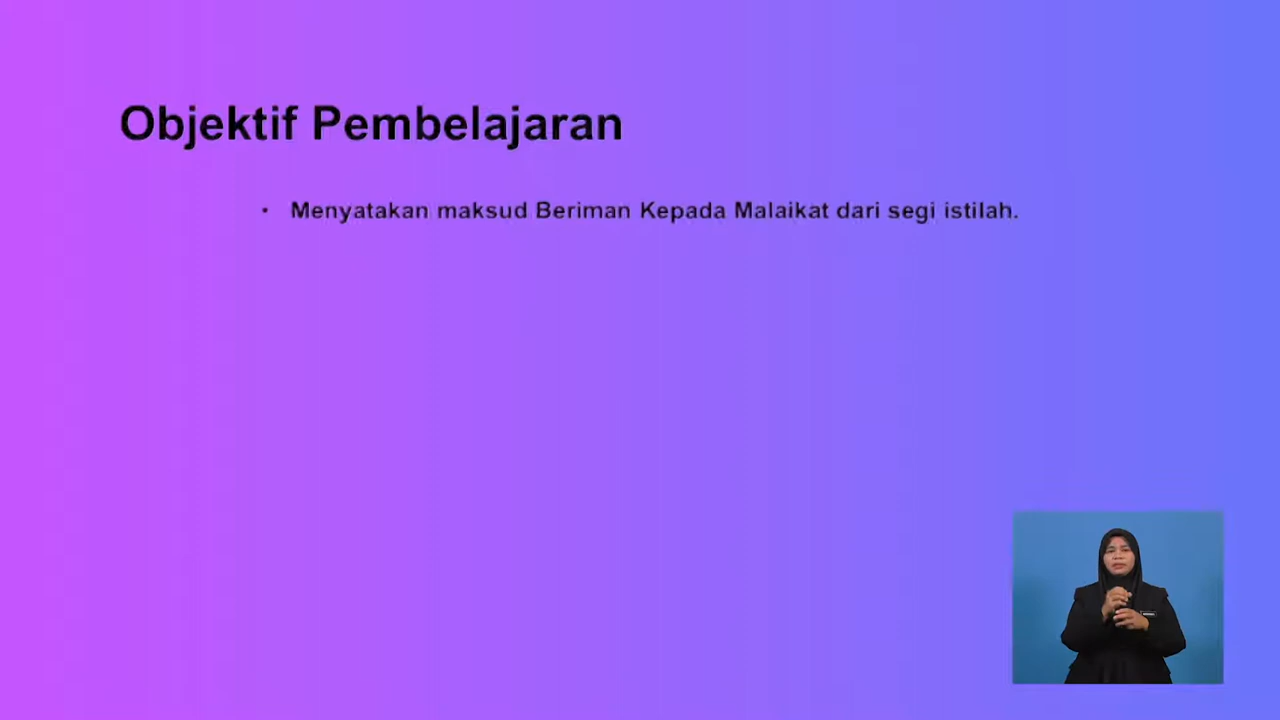 Objektif Pembelajaran
• Menyatakan maksud Beriman Kepada Malaikat dari segi istilah.